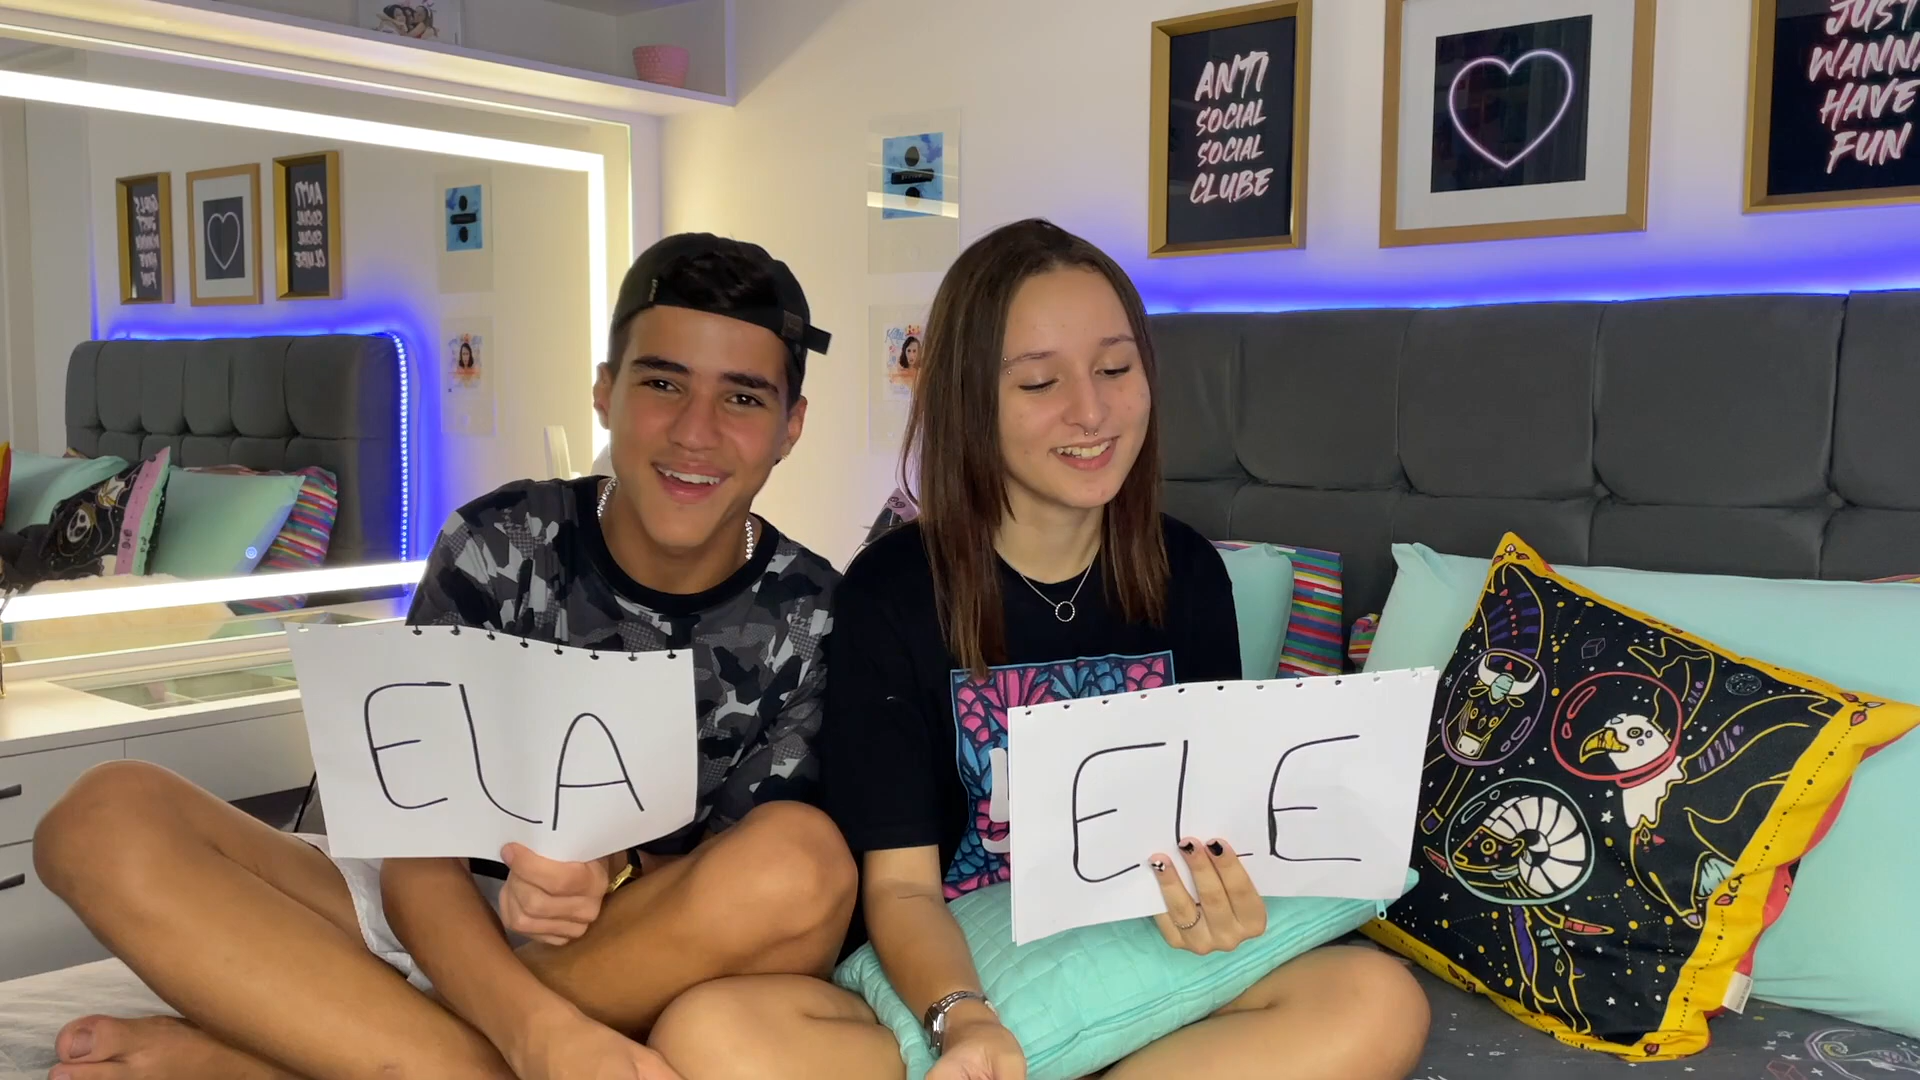 ANTI
SOCIAL
SOCIAL
CLUBE
JUST
WANNA
HAVE
FUN
ELA
ELE